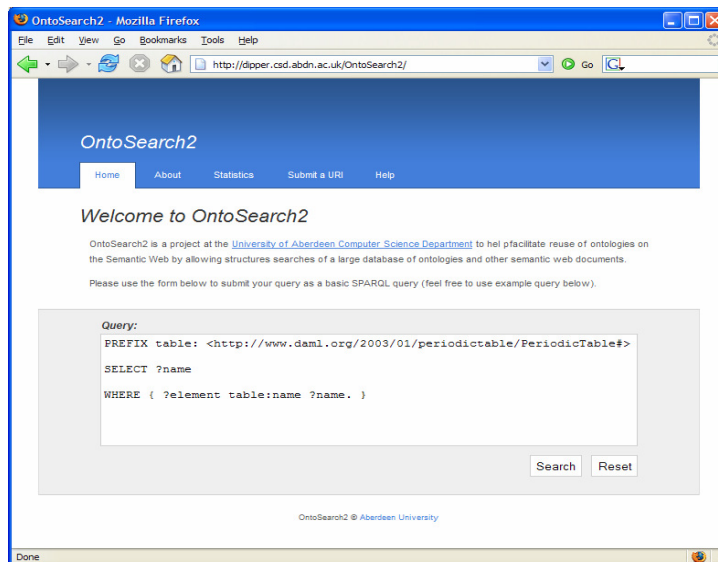 OntoSearch2 - Mozilla Firefox
File Edit View Go Bookmarks Tools Help
http://dipper.csd.abdn.ac.uk/OntoSearch2/ Go G
OntoSearch2
Home About Statistics Submit a URI Help
Welcome to OntoSearch2
OntoSearch2 is a project at the University of Aberdeen Computer Science Department to hel pfacilitate reuse of ontologies on
the Semantic Web by allowing structures searches of a large database of ontologies and other semantic web documents.
Please use the form below to submit your query as a basic SPARQL query (feel free to use example query below).
Query:
PREFIX table: <http://www.daml.org/2003/01/periodictable/PeriodicTable#>
SELECT ?name
WHERE { ?element table:name ?name. }
Search Reset
OntoSearch2 © Aberdeen University
Done